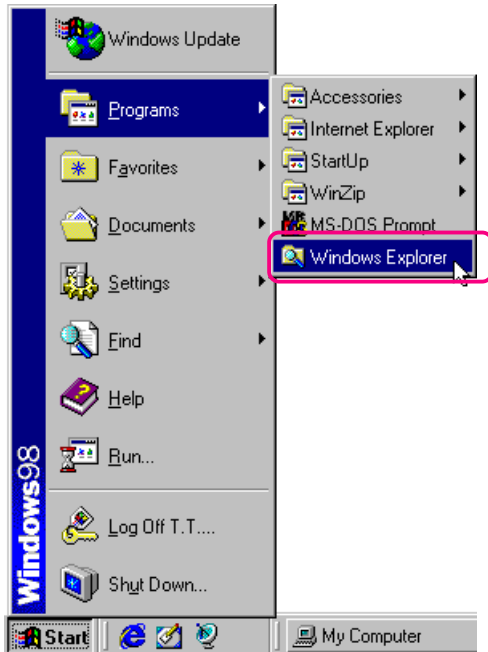 Windows Update
Programs
Favorites
Documents
Settings
Find
Help
Run...
Log Off T.T....
Shut Down...
Windows98
Accessories
Internet Explorer
StartUp
WinZip
MS-DOS Prompt
Windows Explorer
Start
My Computer